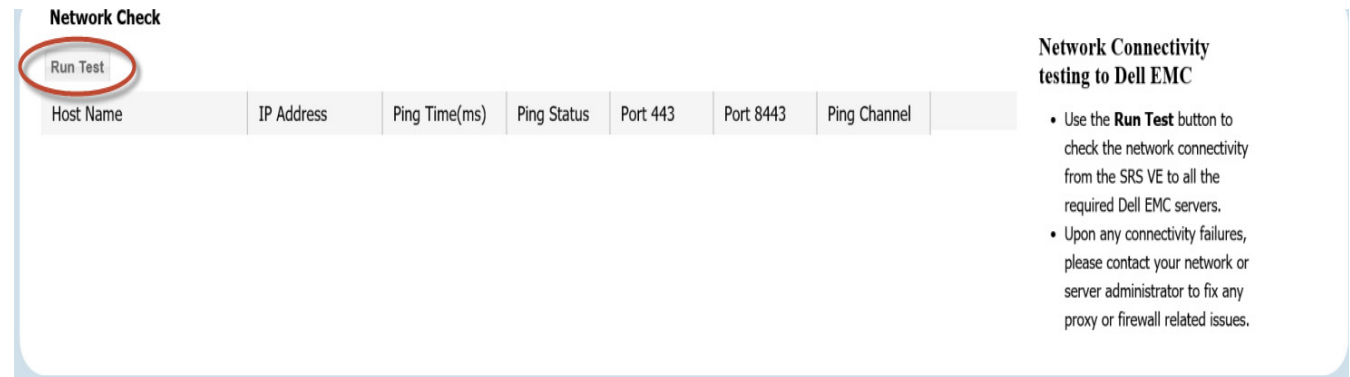 Network Check
Run Test
Host Name IP Address Ping Time(ms) Ping Status Port 443 Port 8443 Ping Channel
Network Connectivity
testing to Dell EMC
• Use the Run Test button to
check the network connectivity
from the SRS VE to all the
required Dell EMC servers.
• Upon any connectivity failures,
please contact your network or
server administrator to fix any
proxy or firewall related issues.